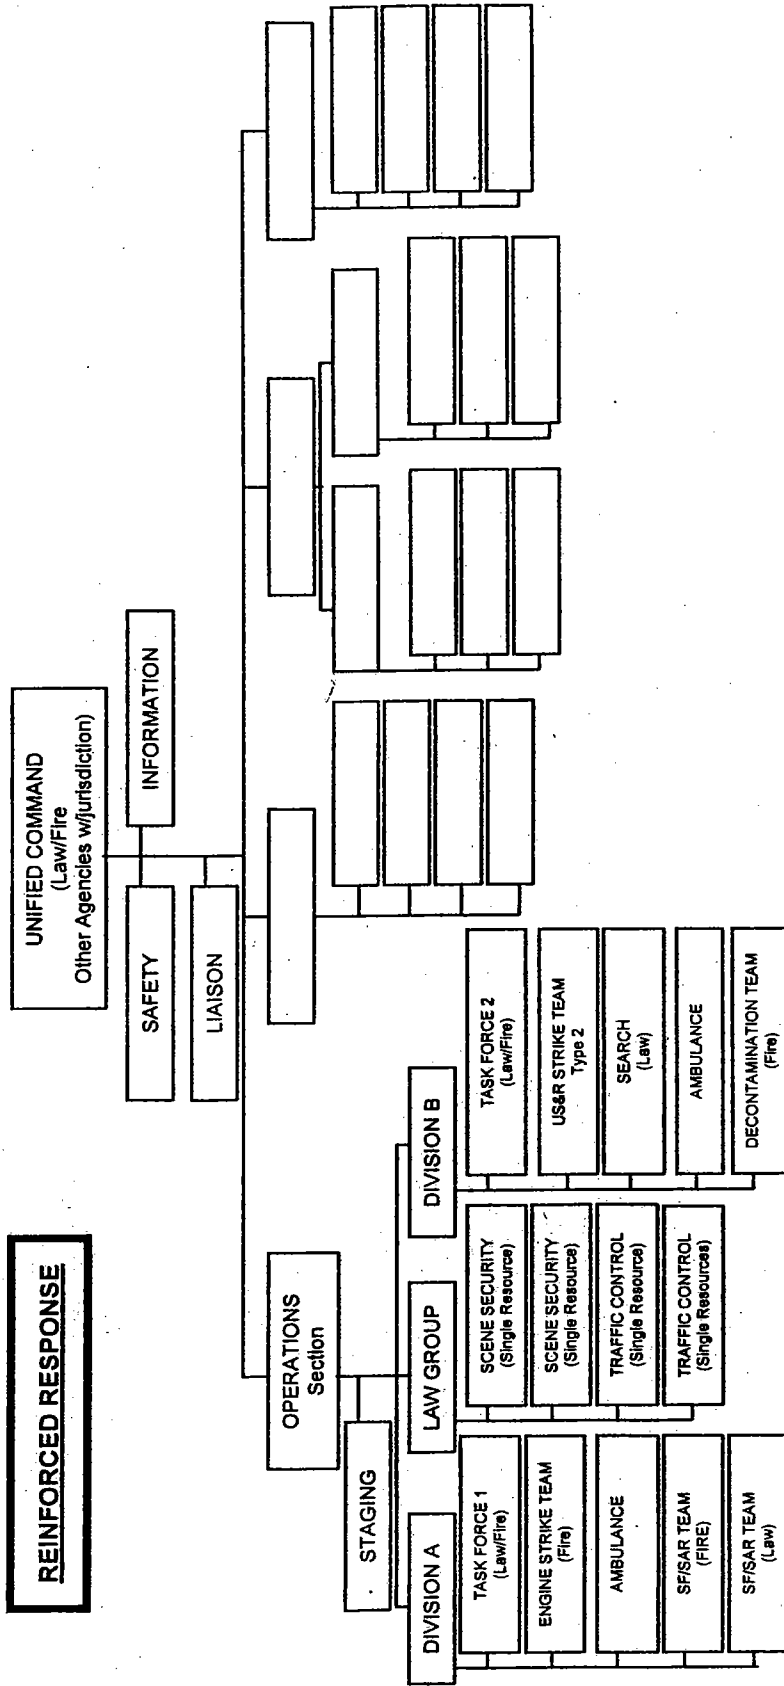 REINFORCED RESPONSE
UNIFIED COMMAND
(Law/Fire
Other Agencies w/jurisdiction)
SAFETY
INFORMATION
LIAISON
OPERATIONS
Section
STAGING
DIVISION A
TASK FORCE 1
(Law/Fire)
ENGINE STRIKE TEAM
(Fire)
AMBULANCE
SF/SAR TEAM
(FIRE)
SF/SAR TEAM
(Law)
LAW GROUP
SCENE SECURITY
(Single Resource)
SCENE SECURITY
(Single Resource)
TRAFFIC CONTROL
(Single Resource)
TRAFFIC CONTROL
(Single Resources)
DIVISION B
TASK FORCE 2
(Law/Fire)
US&R STRIKE TEAM
Type 2
SEARCH
(Law)
AMBULANCE
DECONTAMINATION TEAM
(Fire)